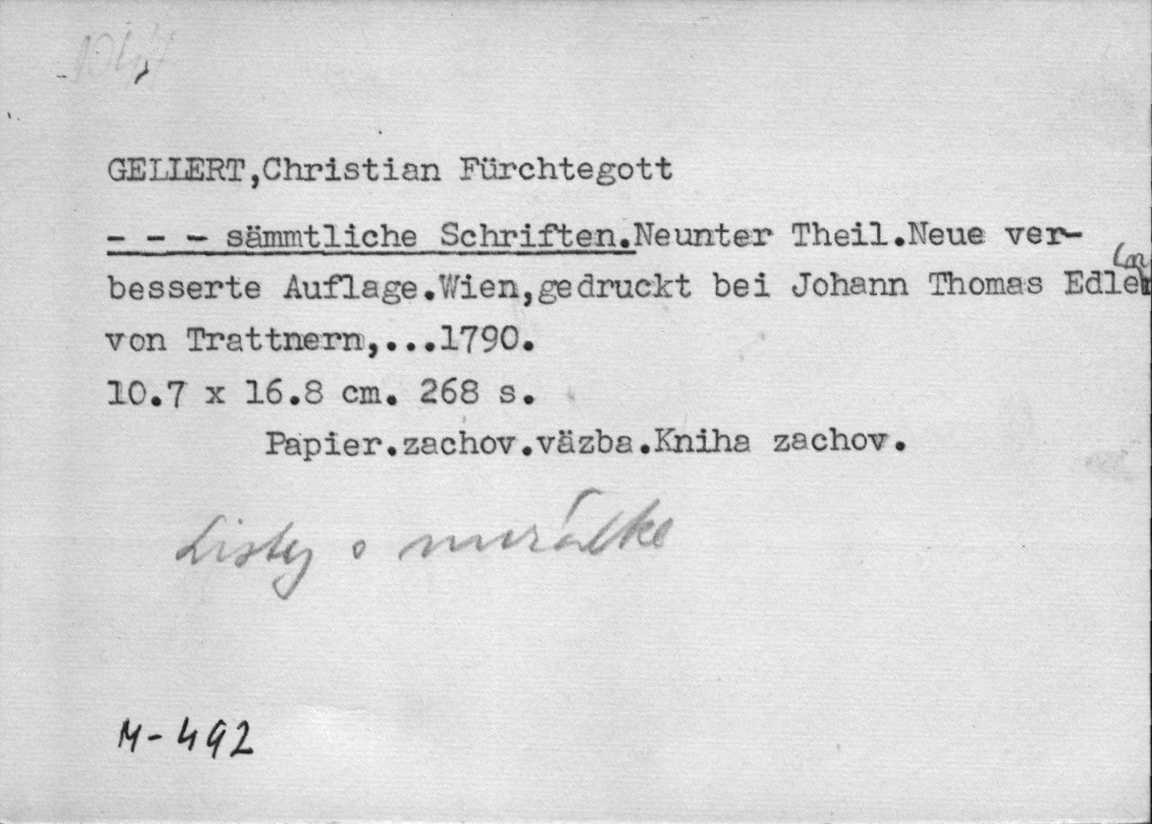 GELLERT,Christian Fürchtegott
- - - sämmtliche Schriften.Neunter Theil.Neue ver-
besserte Auflage.Wien,gedruckt bei Johann Thomas Edlen
von Trattnern,...1790.
10.7 x 16.8 cm. 268 s.
Papier.zachov.väzba.Kniha zachov.
Listy o morálke
M-492